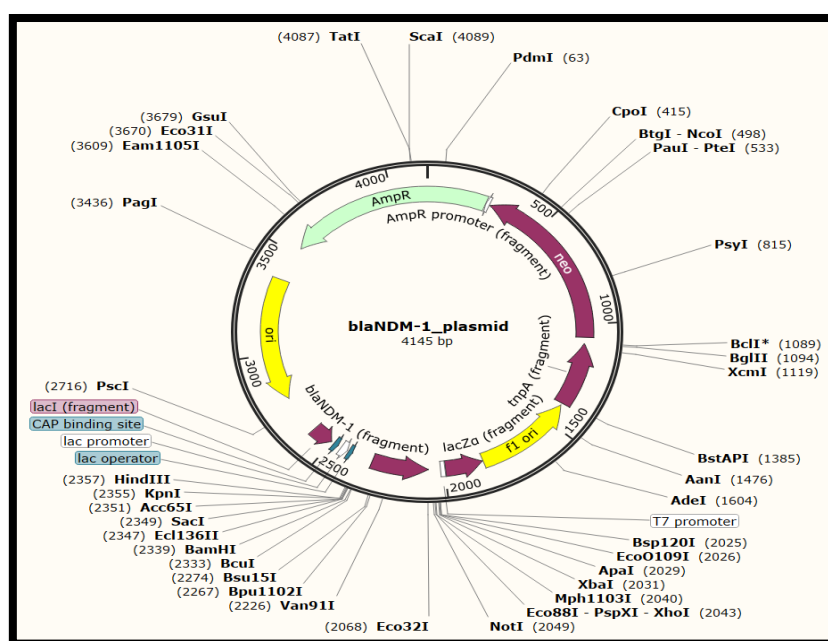 (4087) TatI
ScaI (4089)
PdmI (63)
CpoI (415)
BtgI - NcoI (498)
PauI - PteI (533)
PsyI (815)
BclI* (1089)
BglII (1094)
XcmI (1119)
BstAPI (1385)
AanI (1476)
AdeI (1604)
T7 promoter
Bsp120I (2025)
EcoO109I (2026)
ApaI (2029)
XbaI (2031)
Mph1103I (2040)
Eco88I - PspXI - XhoI (2043)
NotI (2049)
(2068) Eco32I
(2226) Van91I
(2267) Bpu1102I
(2274) Bsu15I
(2333) BcuI
(2339) BamHI
(2347) Ecl136II
(2349) SacI
(2351) Acc65I
(2355) KpnI
(2357) HindIII
lac operator
lac promoter
CAP binding site
lacI (fragment)
(2716) PscI
(3436) PagI
(3609) Eam1105I
(3670) Eco31I
(3679) GsuI
500
1000
1500
2000
2500
3000
3500
4000
AmpR
AmpR promoter (fragment)
neo
tnpA (fragment)
f1 ori
lacZα (fragment)
blaNDM-1 (fragment)
ori
blaNDM-1_plasmid
4145 bp